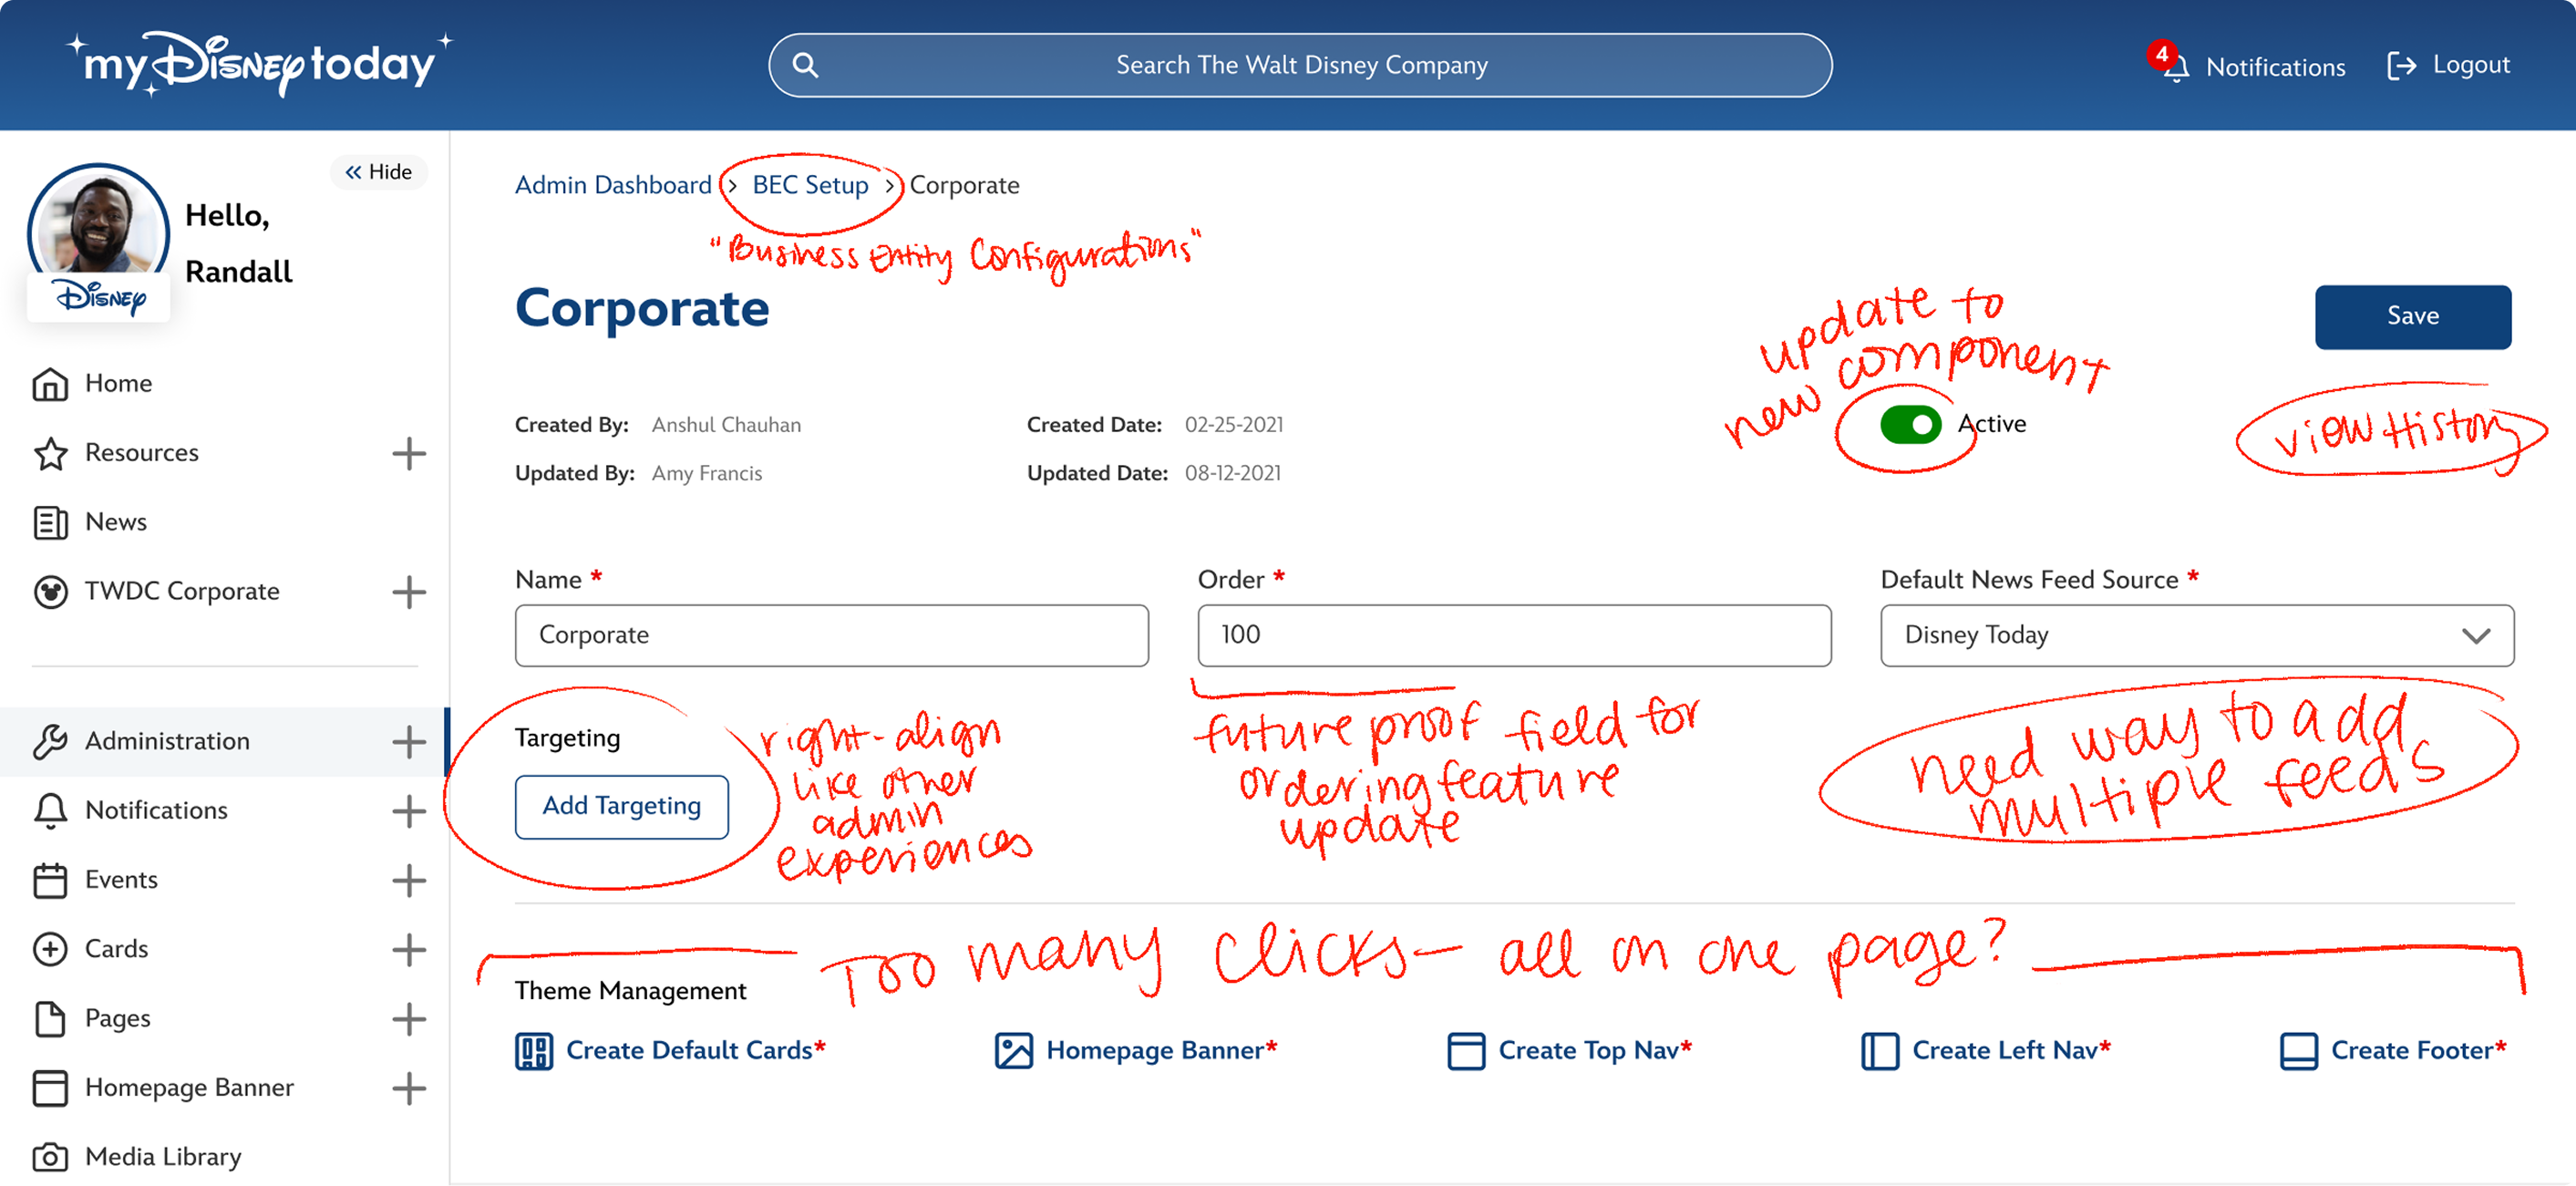 my Disney today
Search The Walt Disney Company
4
Notifications
Logout
Hide
Hello,
Randall
Disney
Home
Resources
News
TWDC Corporate
Administration
Notifications
Events
Cards
Pages
Homepage Banner
Media Library
Admin Dashboard > BEC Setup > Corporate
"Business Entity Configurations"
Corporate
Save
update to
new component
Active
view History
Created By: Anshul Chauhan
Created Date: 02-25-2021
Updated By: Amy Francis
Updated Date: 08-12-2021
Name *
Corporate
Order *
100
Default News Feed Source *
Disney Today
Targeting
Add Targeting
right-align
like other
admin
experiences
future proof field for
ordering feature
update
need way to add
multiple feeds
Too many clicks - all on one page?
Theme Management
Create Default Cards*
Homepage Banner*
Create Top Nav*
Create Left Nav*
Create Footer*